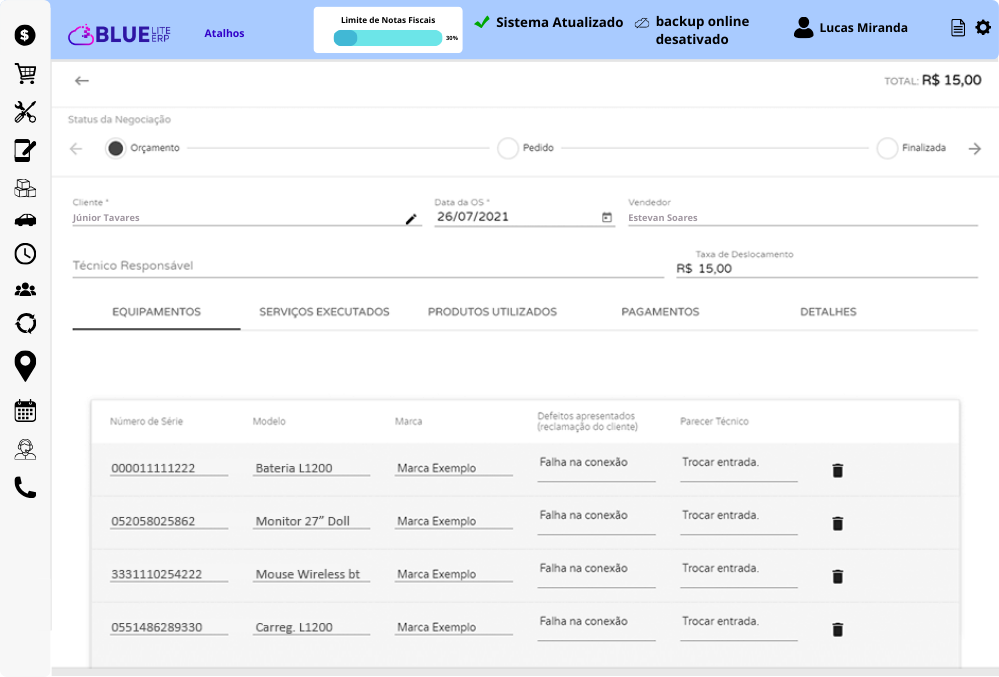 BLUE LITE ERP
Atalhos
Limite de Notas Fiscais
30%
Sistema Atualizado
backup online
desativado
Lucas Miranda
TOTAL: R$ 15,00
Status da Negociação
Orçamento
Pedido
Finalizada
Cliente *
Júnior Tavares
Data da OS *
26/07/2021
Vendedor
Estevan Soares
Técnico Responsável
Taxa de Deslocamento
R$ 15,00
EQUIPAMENTOS
SERVIÇOS EXECUTADOS
PRODUTOS UTILIZADOS
PAGAMENTOS
DETALHES
Número de Série
Modelo
Marca
Defeitos apresentados
(reclamação do cliente)
Parecer Técnico
000011111222
Bateria L1200
Marca Exemplo
Falha na conexão
Trocar entrada.
052058025862
Monitor 27” Doll
Marca Exemplo
Falha na conexão
Trocar entrada.
3331110254222
Mouse Wireless bt
Marca Exemplo
Falha na conexão
Trocar entrada.
0551486289330
Carreg. L1200
Marca Exemplo
Falha na conexão
Trocar entrada.